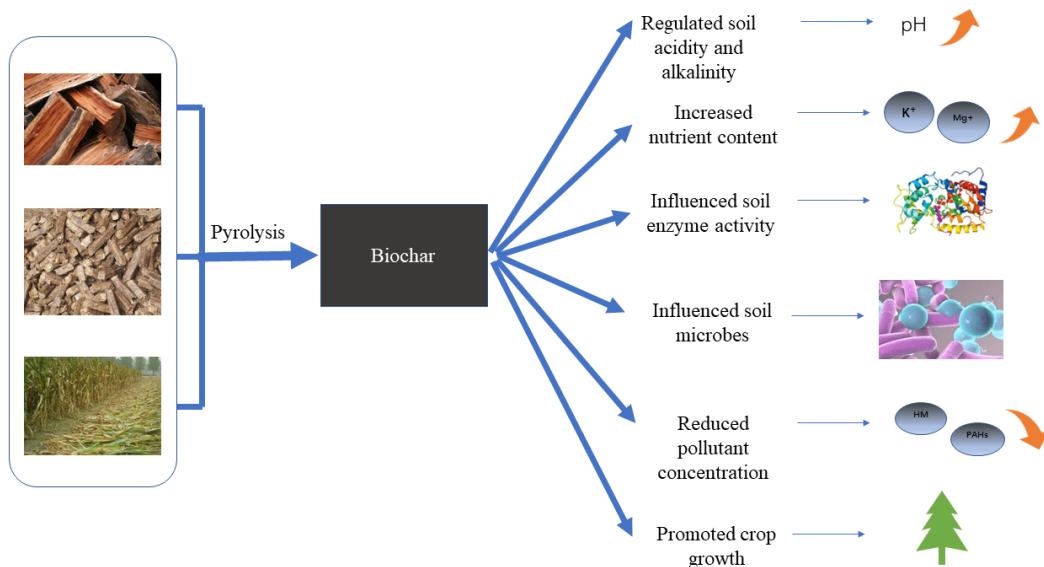 Pyrolysis
Biochar
Regulated soil
acidity and
alkalinity
pH
Increased
nutrient content
K⁺
Mg+
Influenced soil
enzyme activity
Influenced soil
microbes
Reduced
pollutant
concentration
HM
PAHs
Promoted crop
growth